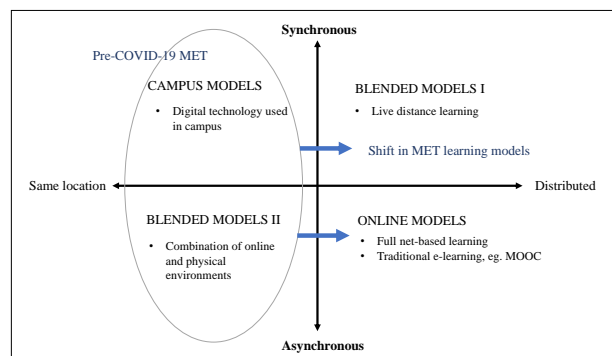 Synchronous
Pre-COVID-19 MET
CAMPUS MODELS
• Digital technology used
in campus
BLENDED MODELS I
• Live distance learning
Shift in MET learning models
Same location
Distributed
BLENDED MODELS II
• Combination of online
and physical
environments
ONLINE MODELS
• Full net-based learning
• Traditional e-learning, eg. MOOC
Asynchronous